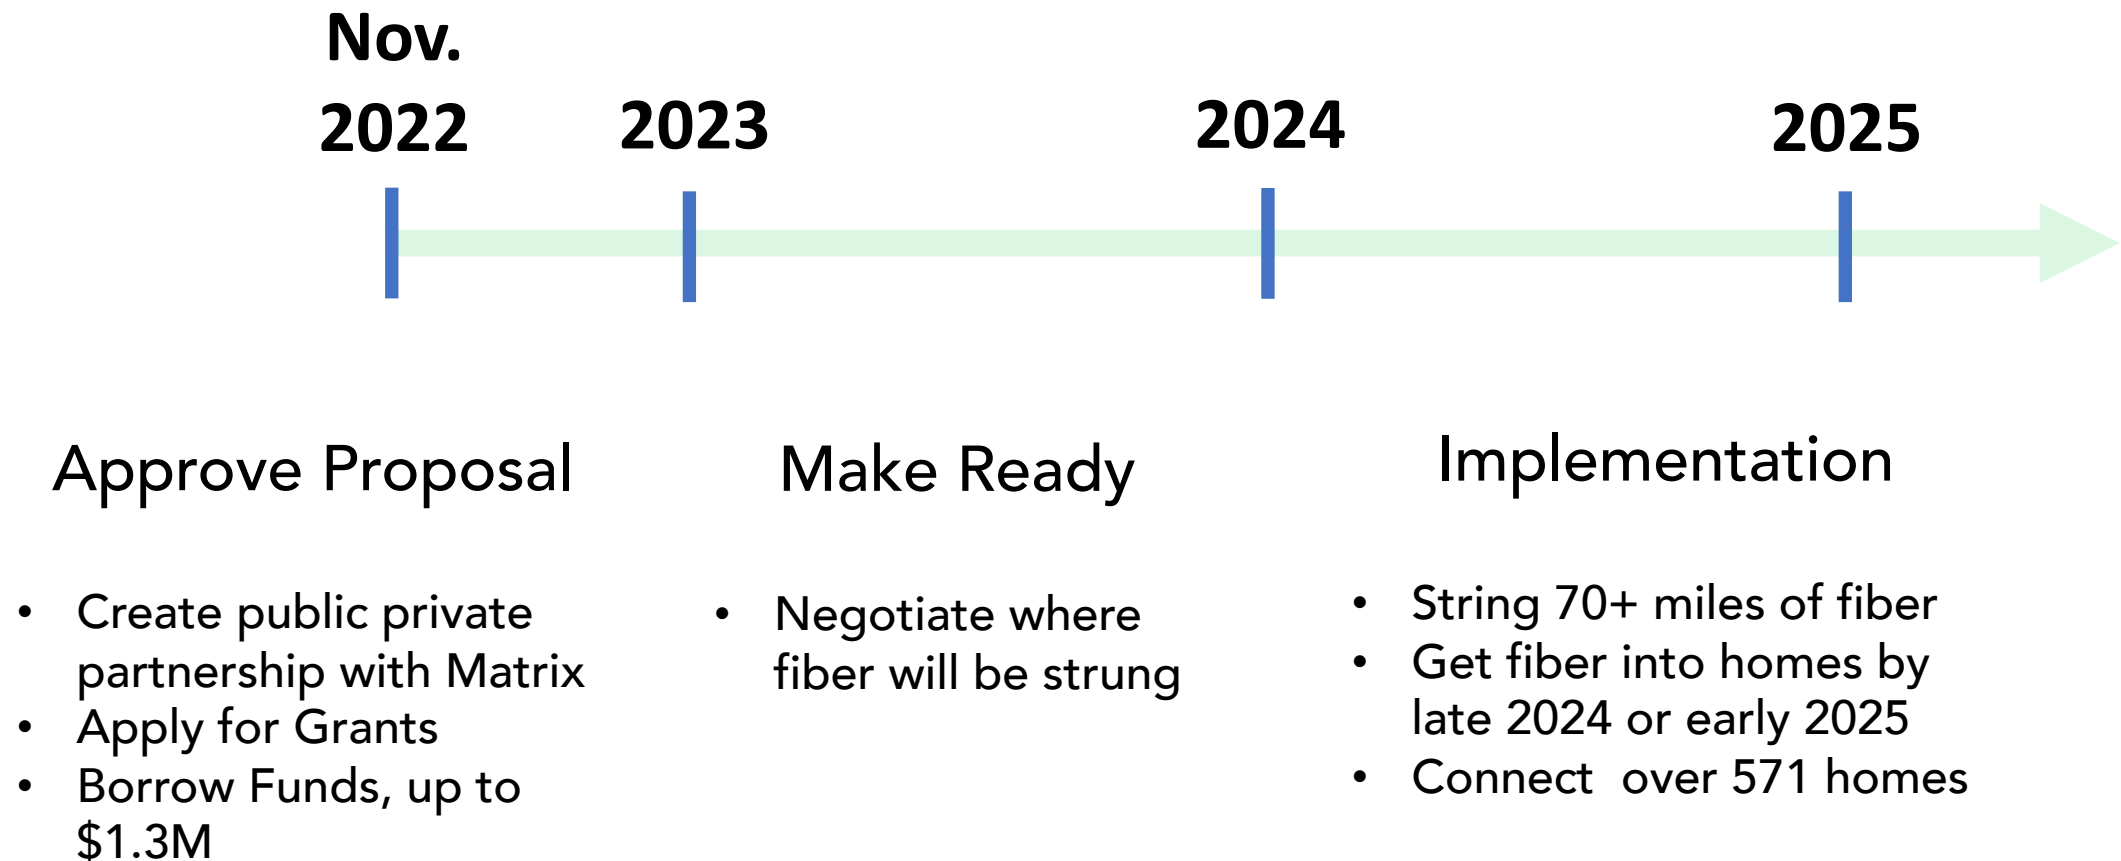 Nov.
2022
2023
2024
2025
Approve Proposal
• Create public private
partnership with Matrix
• Apply for Grants
• Borrow Funds, up to
$1.3M
Make Ready
• Negotiate where
fiber will be strung
Implementation
• String 70+ miles of fiber
• Get fiber into homes by
late 2024 or early 2025
• Connect  over 571 homes